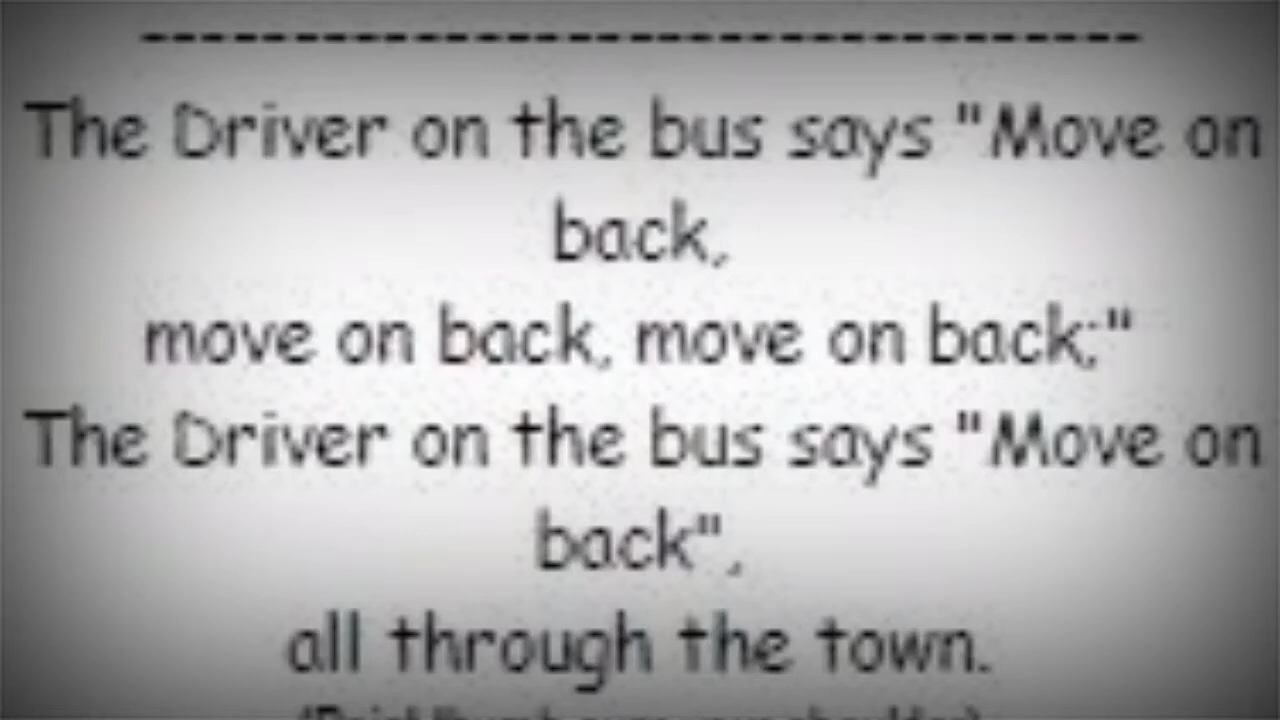 ---------------------------------
The Driver on the bus says "Move on
back,
move on back, move on back;"
The Driver on the bus says "Move on
back",
all through the town.